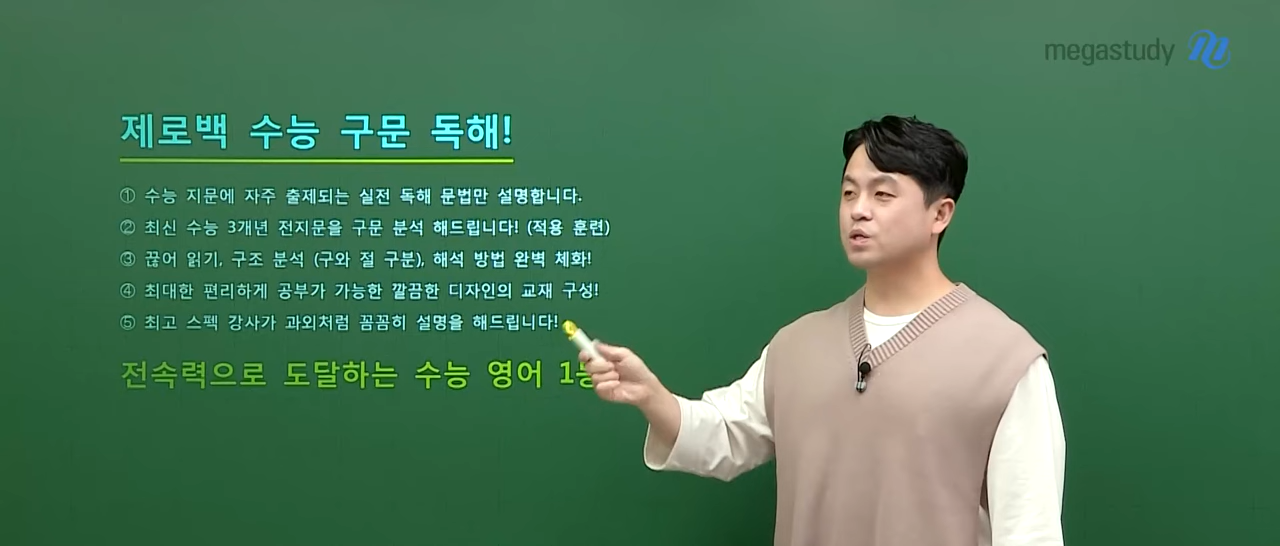 megastudy
제로백 수능 구문 독해!
① 수능 지문에 자주 출제되는 실전 독해 문법만 설명합니다.
② 최신 수능 3개년 전지문을 구문 분석 해드립니다! (적용 훈련)
③ 끊어 읽기, 구조 분석 (구와 절 구분), 해석 방법 완벽 체화!
④ 최대한 편리하게 공부가 가능한 깔끔한 디자인의 교재 구성!
⑤ 최고 스펙 강사가 과외처럼 꼼꼼히 설명을 해드립니다!
전속력으로 도달하는 수능 영어